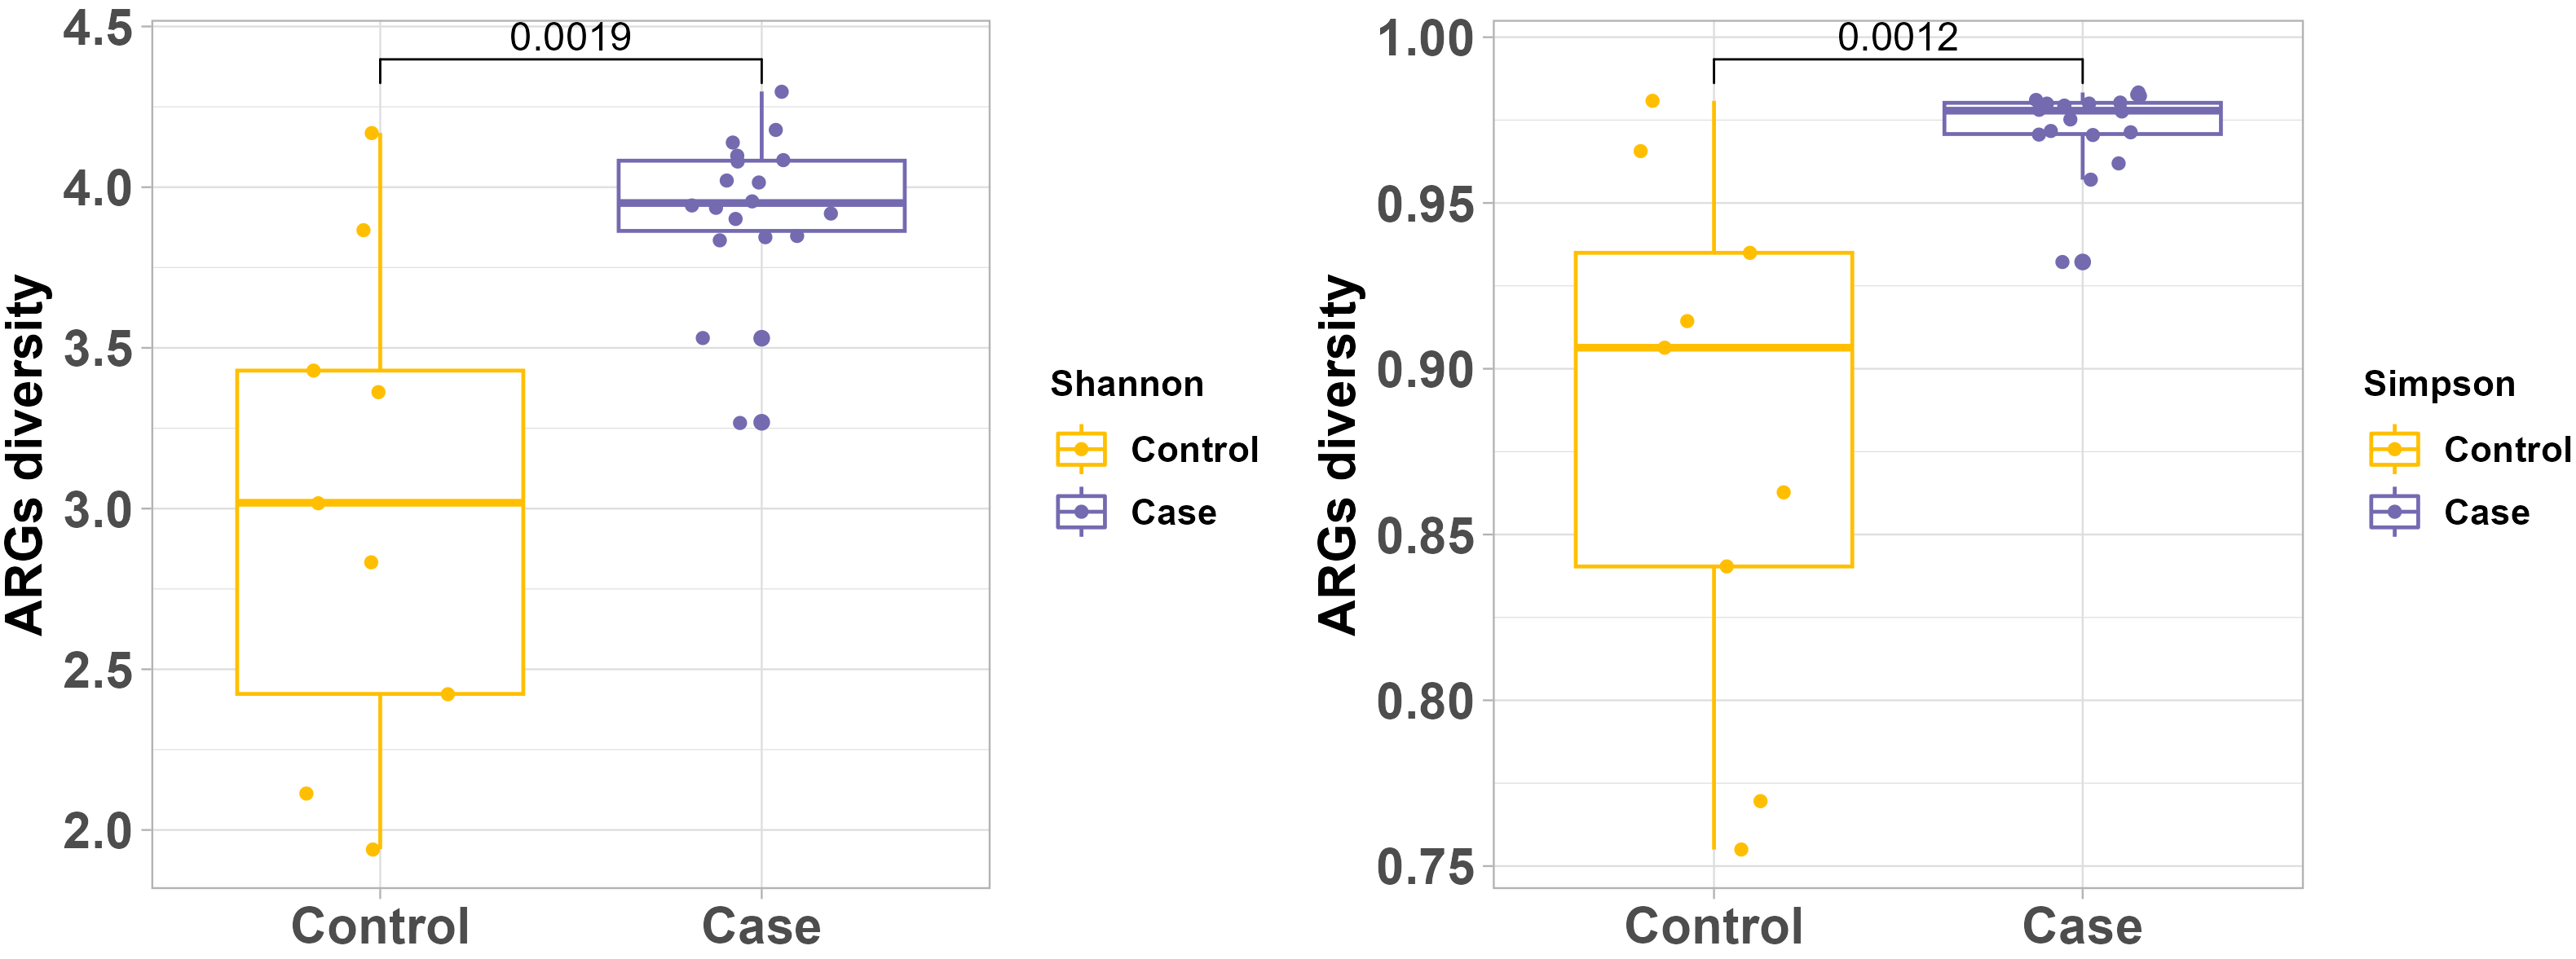 ARGs diversity
4.5
4.0
3.5
3.0
2.5
2.0
0.0019
Control
Case
Shannon
Control
Case
ARGs diversity
1.00
0.95
0.90
0.85
0.80
0.75
0.0012
Control
Case
Simpson
Control
Case